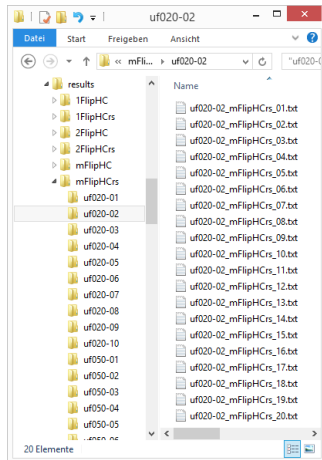 uf020-02
Datei Start Freigeben Ansicht
« mFli... uf020-02 "uf020-0
results
1FlipHC
1FlipHCrs
2FlipHC
2FlipHCrs
mFlipHC
mFlipHCrs
uf020-01
uf020-02
uf020-03
uf020-04
uf020-05
uf020-06
uf020-07
uf020-08
uf020-09
uf020-10
uf050-01
uf050-02
uf050-03
uf050-04
uf050-05
uf050-06
Name
uf020-02_mFlipHCrs_01.txt
uf020-02_mFlipHCrs_02.txt
uf020-02_mFlipHCrs_03.txt
uf020-02_mFlipHCrs_04.txt
uf020-02_mFlipHCrs_05.txt
uf020-02_mFlipHCrs_06.txt
uf020-02_mFlipHCrs_07.txt
uf020-02_mFlipHCrs_08.txt
uf020-02_mFlipHCrs_09.txt
uf020-02_mFlipHCrs_10.txt
uf020-02_mFlipHCrs_11.txt
uf020-02_mFlipHCrs_12.txt
uf020-02_mFlipHCrs_13.txt
uf020-02_mFlipHCrs_14.txt
uf020-02_mFlipHCrs_15.txt
uf020-02_mFlipHCrs_16.txt
uf020-02_mFlipHCrs_17.txt
uf020-02_mFlipHCrs_18.txt
uf020-02_mFlipHCrs_19.txt
uf020-02_mFlipHCrs_20.txt
20 Elemente